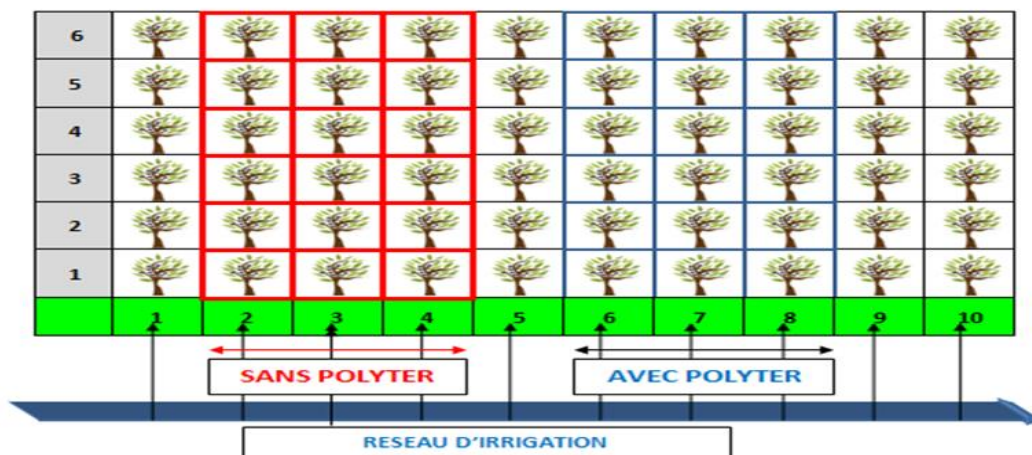 6
5
4
3
2
1
1 2 3 4 5 6 7 8 9 10
SANS POLYTER AVEC POLYTER
RESEAU D'IRRIGATION